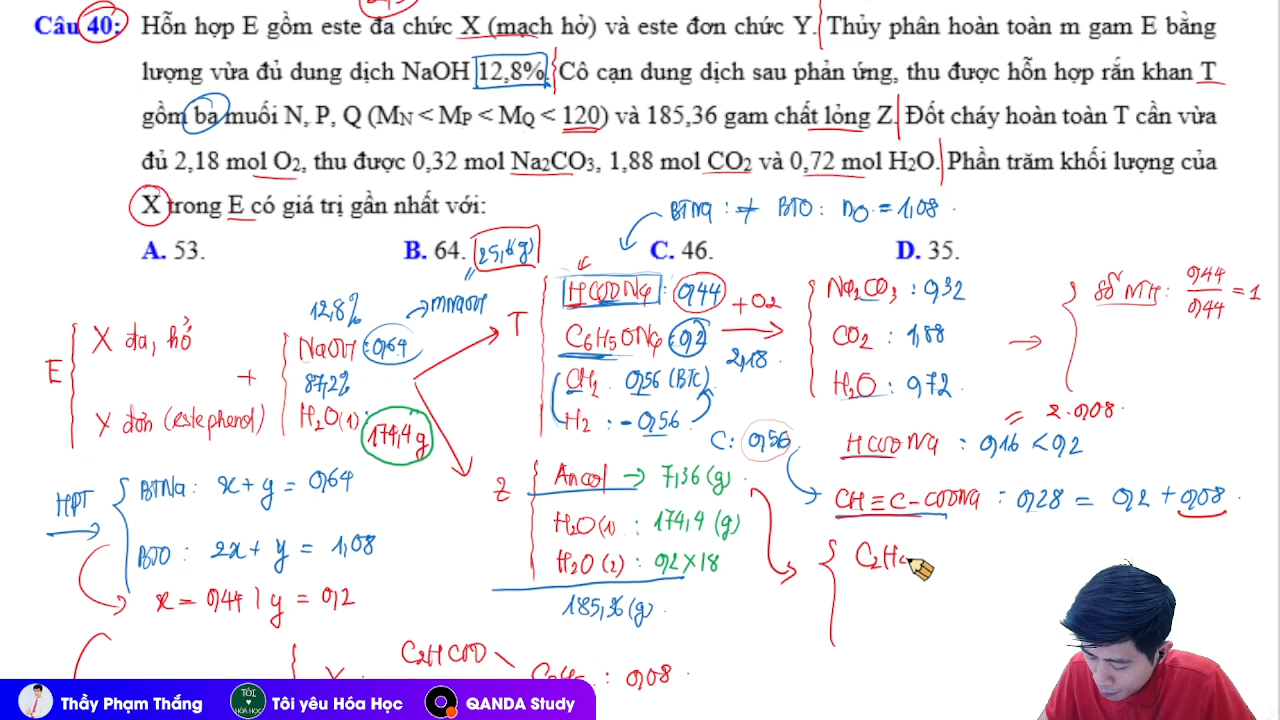 Câu 40: Hỗn hợp E gồm este đa chức X (mạch hở) và este đơn chức Y. Thủy phân hoàn toàn m gam E bằng
lượng vừa đủ dung dịch NaOH 12,8%. Cô cạn dung dịch sau phản ứng, thu được hỗn hợp rắn khan T
gồm ba muối N, P, Q (MN < MP < MQ < 120) và 185,36 gam chất lỏng Z. Đốt cháy hoàn toàn T cần vừa
đủ 2,18 mol O2, thu được 0,32 mol Na2CO3, 1,88 mol CO2 và 0,72 mol H2O. Phần trăm khối lượng của
X trong E có giá trị gần nhất với:
BTNa: → BTO: nO = 1,08.
A. 53. B. 64. 25,6(g) C. 46. D. 35.
12,8% → mNaOH
E X đa, hở + NaOH: 0,64
87,2%
Y đơn (este phenol) H2O(1): 174,4 g
T HCOONa: 0,44 + O2 Na2CO3: 0,32
C6H5ONa: 0,2 2,18 CO2: 1,88
CH2 0,56 (BTC) H2O: 0,72
H2: - 0,56
số MH: 0,44/0,44 = 1
= 2.0,08.
C: 0,56 HCOONa: 0,16 < 0,2
CH≡C-COONa: 0,28 = 0,2 + 0,08.
HPT BTNa: x + y = 0,64
BTO: 2x + y = 1,08
x = 0,44 | y = 0,2
Z Ancol → 7,36 (g)
H2O(1): 174,4 (g)
H2O(2): 0,2 x 18
185,36 (g)
C2H4
C2HCOO
: 0,08.
Thầy Phạm Thắng TÔI HÓA HỌC Tôi yêu Hóa Học QANDA Study